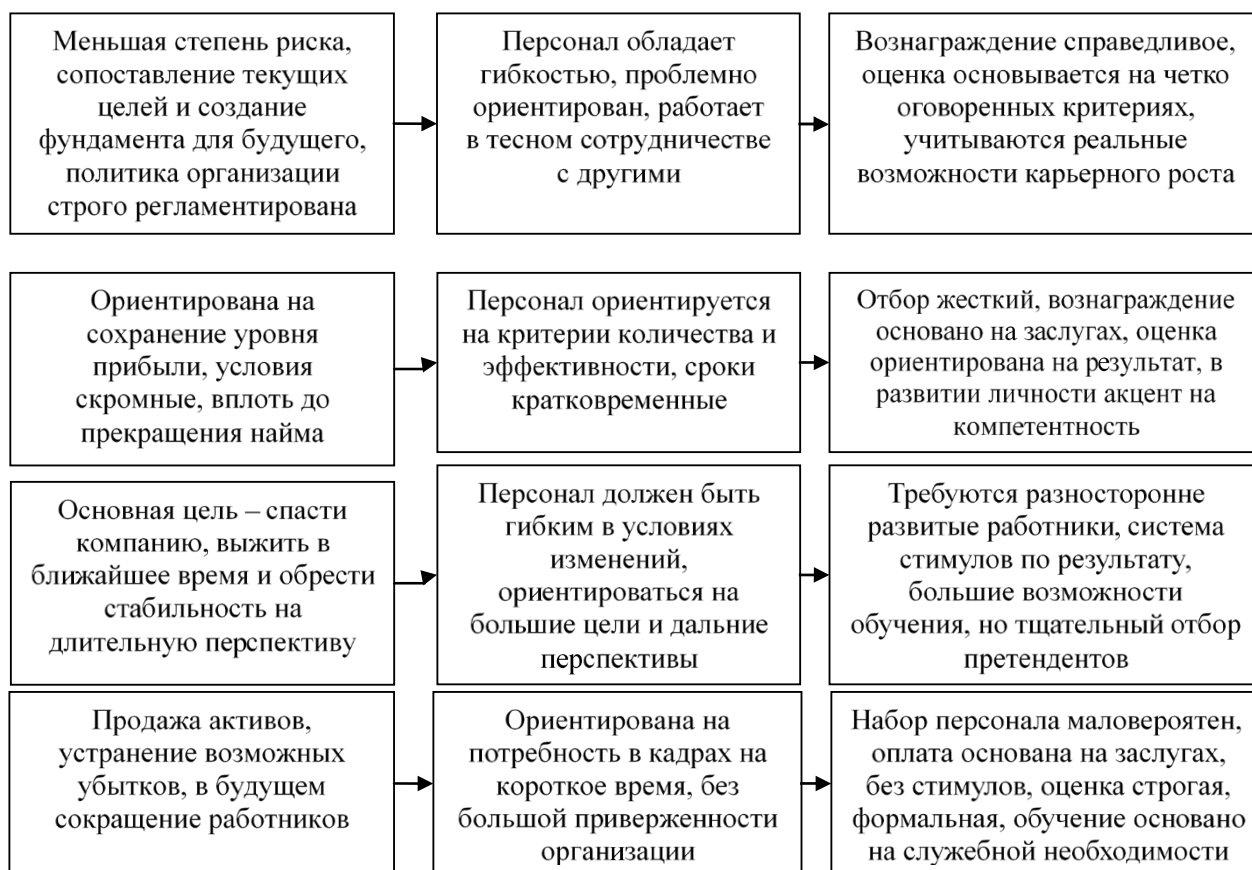 Меньшая степень риска,
сопоставление текущих
целей и создание
фундамента для будущего,
политика организации
строго регламентирована
Персонал обладает
гибкостью, проблемно
ориентирован, работает
в тесном сотрудничестве
с другими
Вознаграждение справедливое,
оценка основывается на четко
оговоренных критериях,
учитываются реальные
возможности карьерного роста
Ориентирована на
сохранение уровня
прибыли, условия
скромные, вплоть до
прекращения найма
Персонал ориентируется
на критерии количества и
эффективности, сроки
кратковременные
Отбор жесткий, вознаграждение
основано на заслугах, оценка
ориентирована на результат, в
развитии личности акцент на
компетентность
Основная цель – спасти
компанию, выжить в
ближайшее время и обрести
стабильность на
длительную перспективу
Персонал должен быть
гибким в условиях
изменений,
ориентироваться на
большие цели и дальние
перспективы
Требуются разносторонне
развитые работники, система
стимулов по результату,
большие возможности
обучения, но тщательный отбор
претендентов
Продажа активов,
устранение возможных
убытков, в будущем
сокращение работников
Ориентирована на
потребность в кадрах на
короткое время, без
большой приверженности
организации
Набор персонала маловероятен,
оплата основана на заслугах,
без стимулов, оценка строгая,
формальная, обучение основано
на служебной необходимости